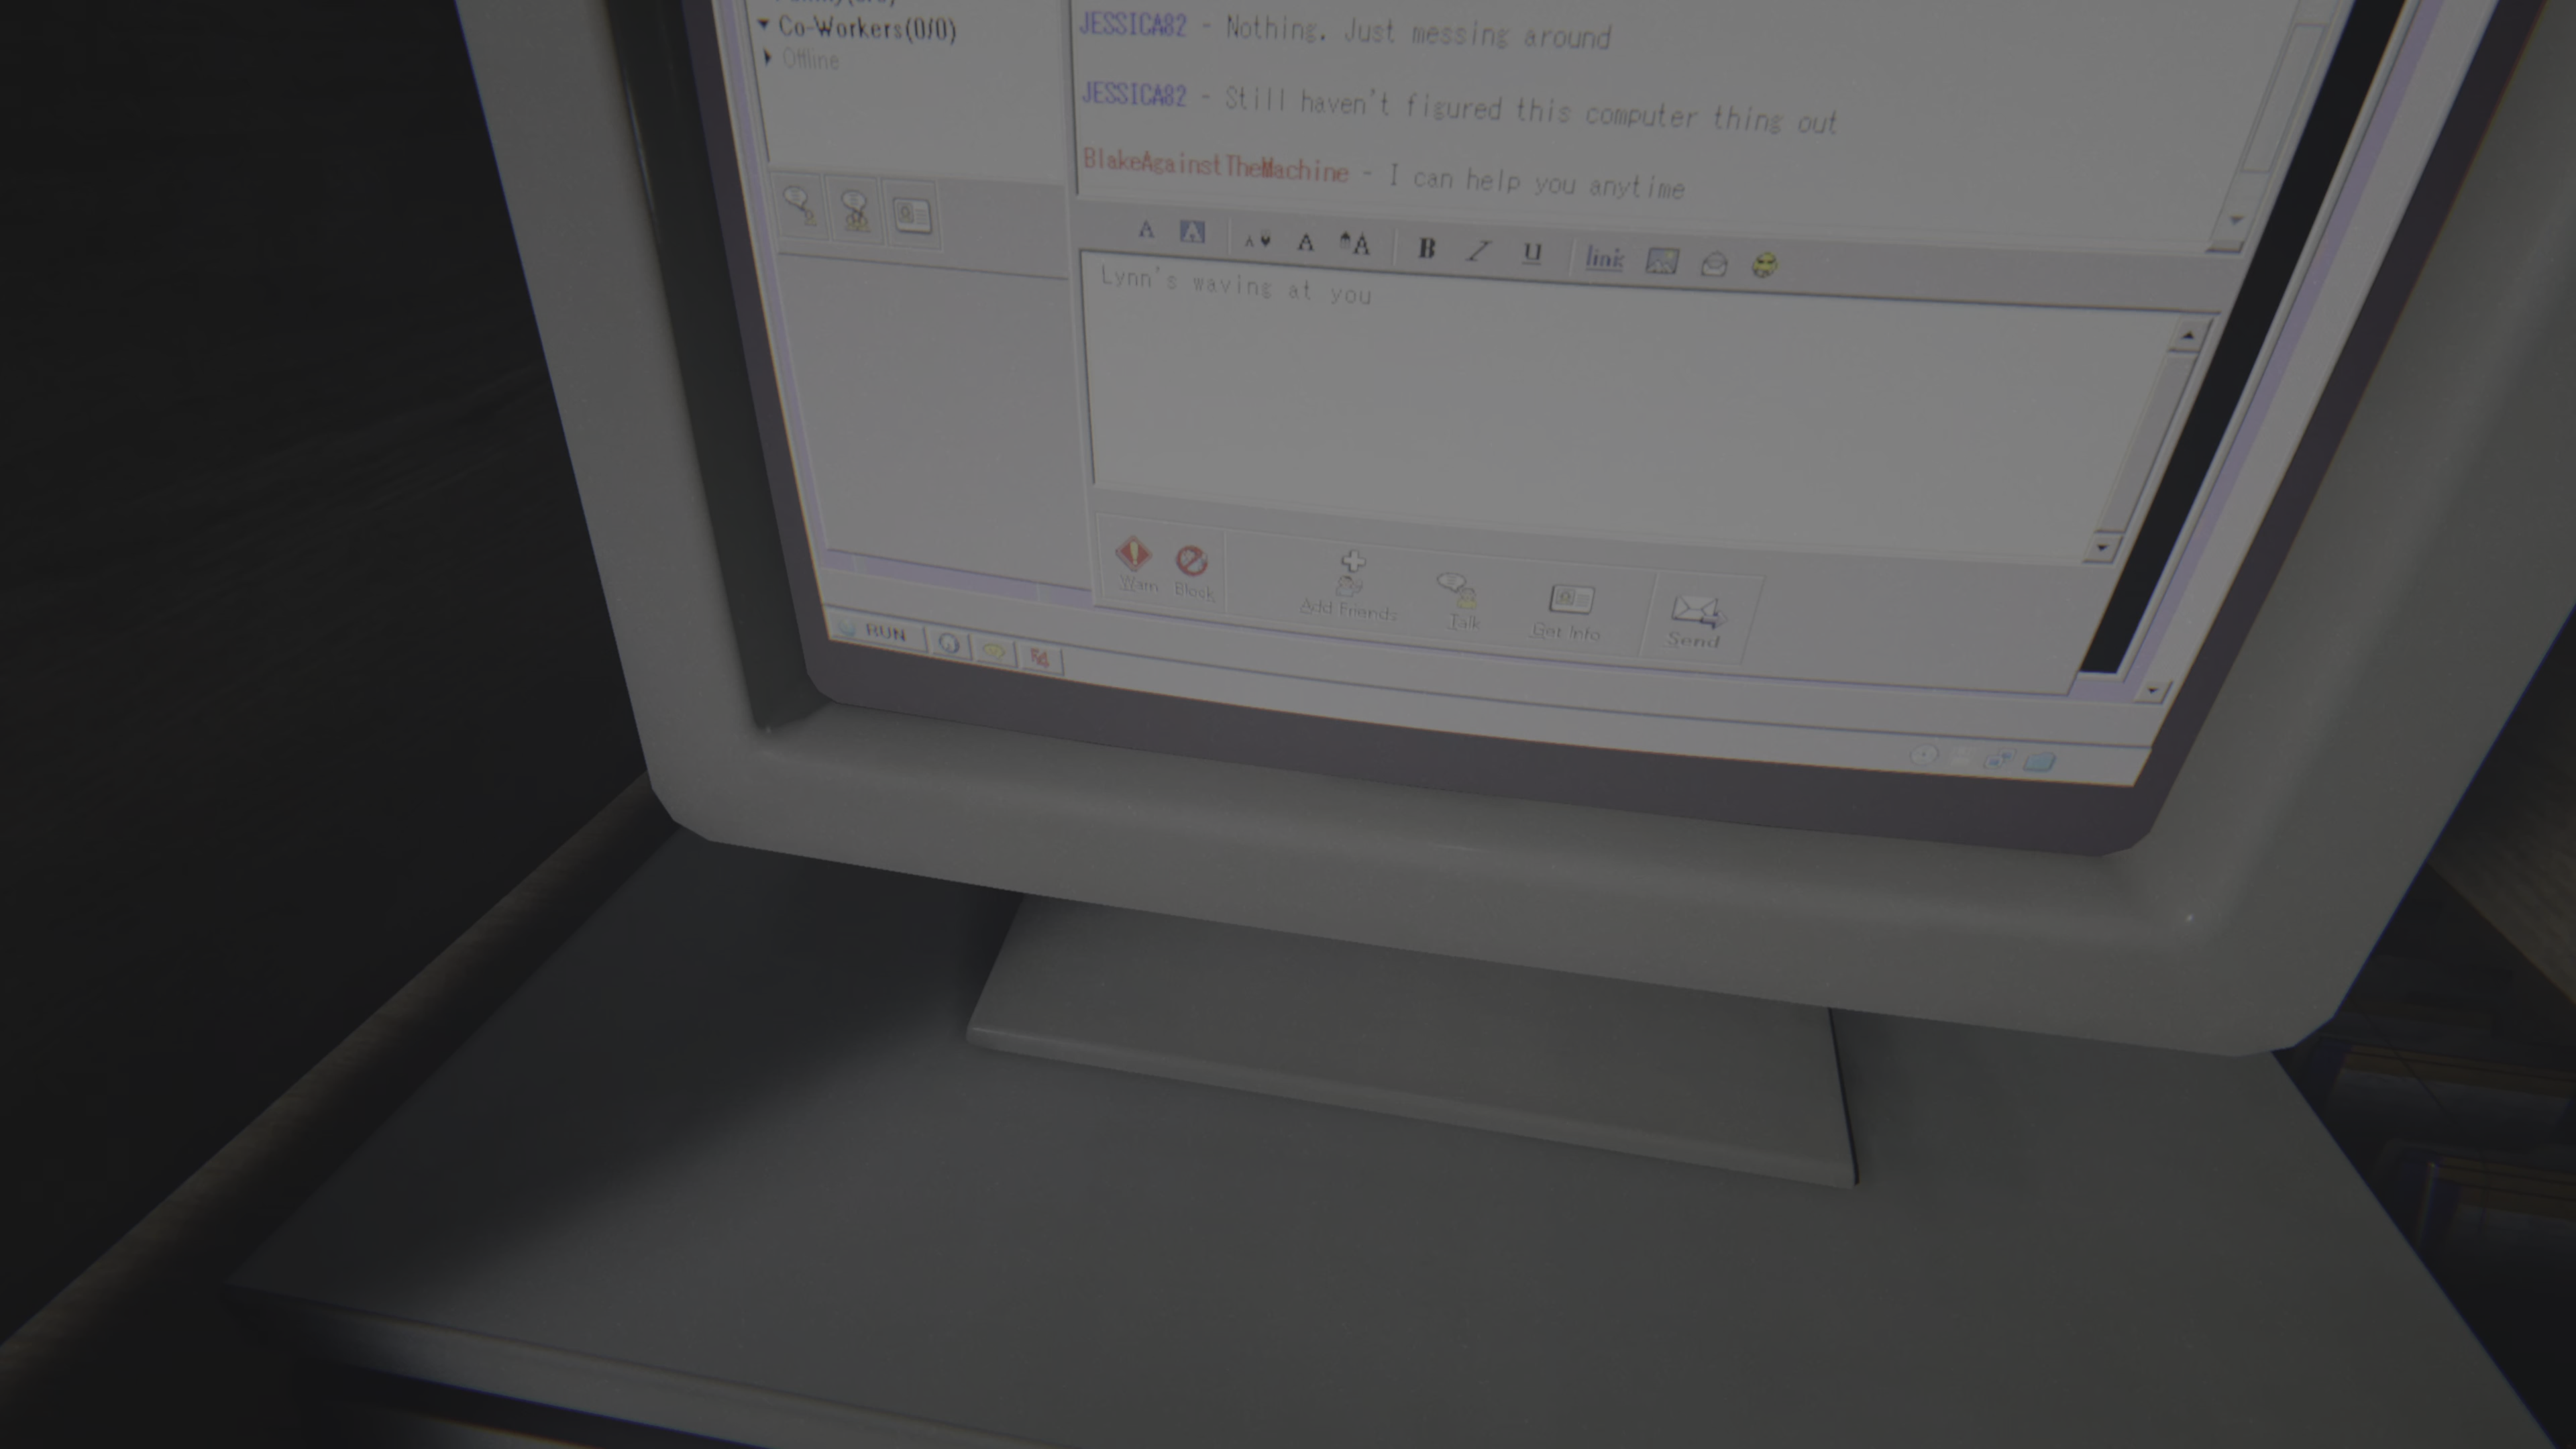 Co-Workers(0/0)
Offline
JESSICA82 - Nothing. Just messing around
JESSICA82 - Still haven't figured this computer thing out
BlakeAgainstTheMachine - I can help you anytime
A A A A A B I U link
Lynn's waving at you
Warn Block Add Friends Talk Get Info Send
RUN